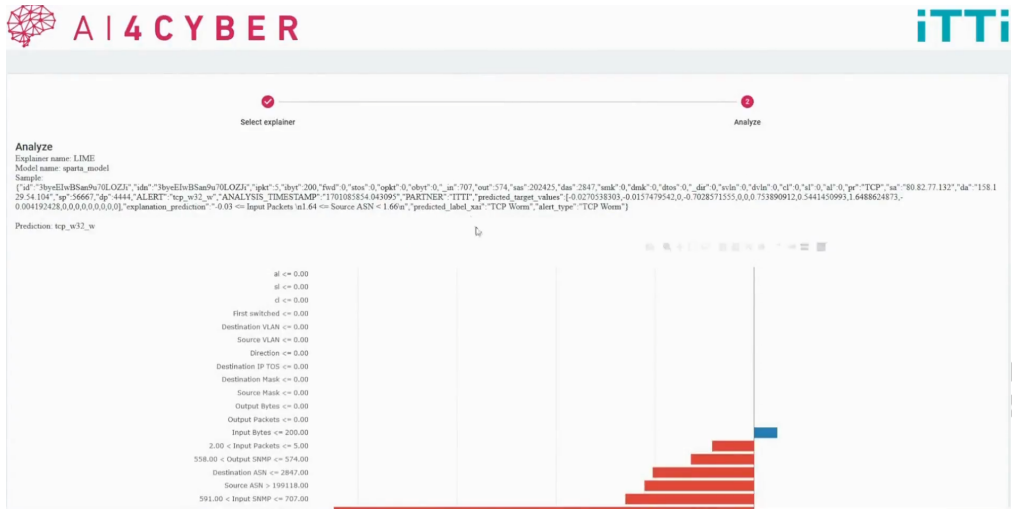 AI4CYBER
iTTi
2
Select explainer
Analyze
Analyze
Explainer name: LIME
Model name: sparta_model
Sample:
{"id":"3byeEIwBSan9u70LOZJi","idn":"3byeEIwBSan9u70LOZJi","ipkt":5,"ibyt":200,"fwd":0,"stos":0,"opkt":0,"obyt":0,"_in":707,"out":574,"sas":202425,"das":2847,"smk":0,"dmk":0,"dtos":0,"_dir":0,"svln":0,"dvln":0,"cl":0,"sl":0,"al":0,"pr":"TCP","sa":"80.82.77.132","da":"158.1
29.54.104","sp":56667,"dp":4444,"ALERT":"tcp_w32_w","ANALYSIS_TIMESTAMP":"1701085854.043095","PARTNER":"ITTI","predicted_target_values":[-0.0270538303,-0.0157479542,0,-0.7028571555,0,0,0.753890912,0.5441450993,1.6488624873,-
0.0041924​28,0,0,0,0,0,0,0,0,0],"explanation_prediction":"-0.03 <= Input Packets \n1.64 <= Source ASN < 1.66\n","predicted_label_xai":"TCP Worm","alert_type":"TCP Worm"}
Prediction: tcp_w32_w
al <= 0.00
sl <= 0.00
cl <= 0.00
First switched <= 0.00
Destination VLAN <= 0.00
Source VLAN <= 0.00
Direction <= 0.00
Destination IP TOS <= 0.00
Destination Mask <= 0.00
Source Mask <= 0.00
Output Bytes <= 0.00
Output Packets <= 0.00
Input Bytes <= 200.00
2.00 < Input Packets <= 5.00
558.00 < Output SNMP <= 574.00
Destination ASN <= 2847.00
Source ASN > 199118.00
591.00 < Input SNMP <= 707.00